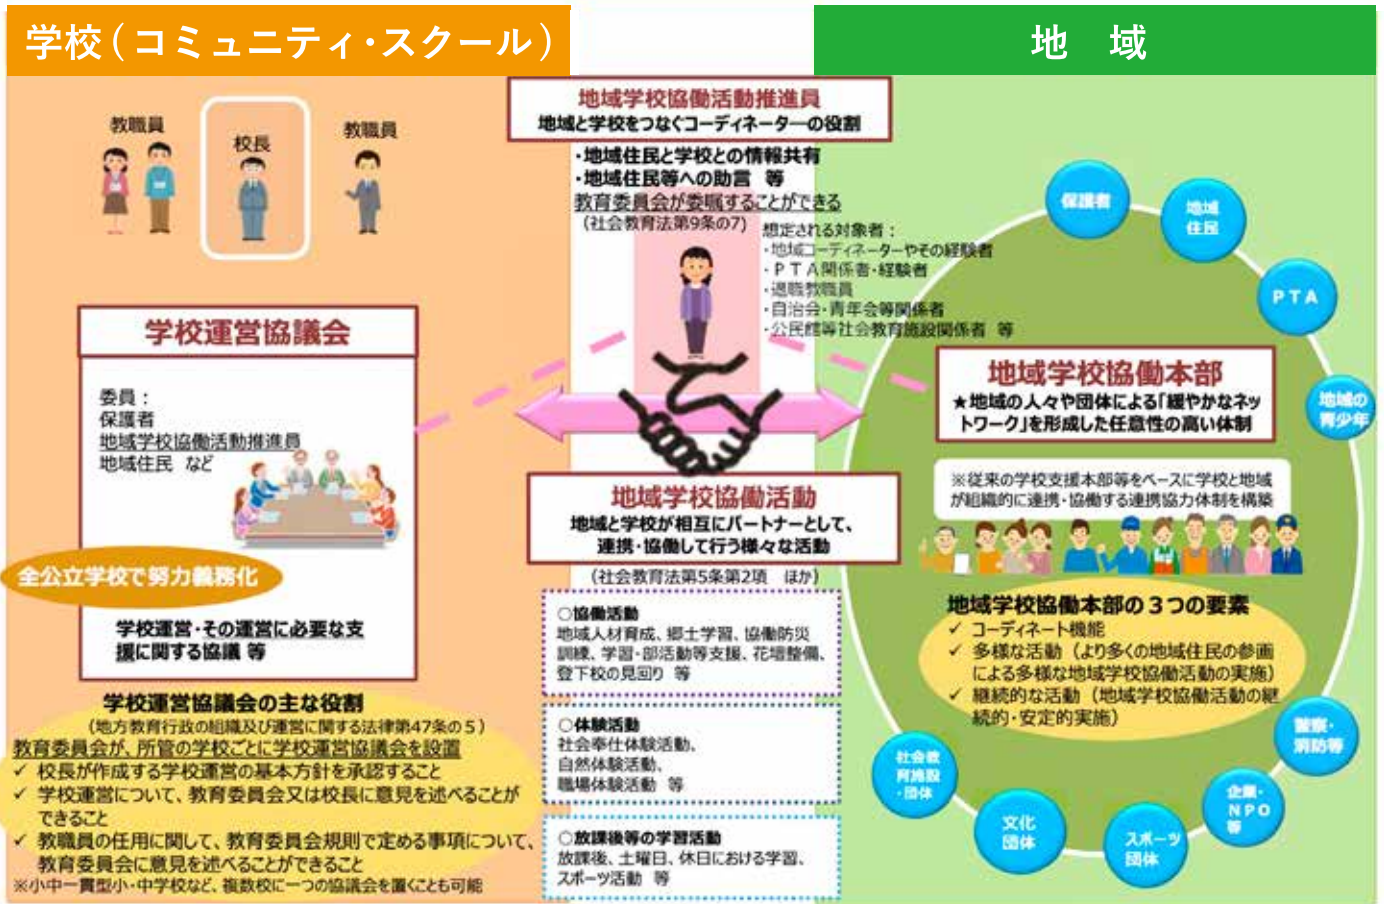 学校(コミュニティ・スクール)
地　域
教職員
校長
教職員
学校運営協議会
委員：
保護者
地域学校協働活動推進員
地域住民 など
全公立学校で努力義務化
学校運営・その運営に必要な支
援に関する協議 等
学校運営協議会の主な役割
（地方教育行政の組織及び運営に関する法律第47条の５）
教育委員会が、所管の学校ごとに学校運営協議会を設置
✓ 校長が作成する学校運営の基本方針を承認すること
✓ 学校運営について、教育委員会又は校長に意見を述べることが
できること
✓ 教職員の任用に関して、教育委員会規則で定める事項について、
教育委員会に意見を述べることができること
※小中一貫型小・中学校など、複数校に一つの協議会を置くことも可能
地域学校協働活動推進員
地域と学校をつなぐコーディネーターの役割
・地域住民と学校との情報共有
・地域住民等への助言 等
教育委員会が委嘱することができる
（社会教育法第9条の7）
想定される対象者：
・地域コーディネーターやその経験者
・ＰＴＡ関係者・経験者
・退職教職員
・自治会・青年会等関係者
・公民館等社会教育施設関係者 等
地域学校協働活動
地域と学校が相互にパートナーとして、
連携・協働して行う様々な活動
（社会教育法第5条第2項　ほか）
○協働活動
地域人材育成、郷土学習、協働防災
訓練、学習・部活動等支援、花壇整備、
登下校の見回り 等
○体験活動
社会奉仕体験活動、
自然体験活動、
職場体験活動 等
○放課後等の学習活動
放課後、土曜日、休日における学習、
スポーツ活動 等
保護者
地域
住民
ＰＴＡ
地域の
青少年
地域学校協働本部
★地域の人々や団体による「緩やかなネッ
トワーク」を形成した任意性の高い体制
※従来の学校支援本部等をベースに学校と地域
が組織的に連携・協働する連携協力体制を構築
地域学校協働本部の３つの要素
✓ コーディネート機能
✓ 多様な活動（より多くの地域住民の参画
による多様な地域学校協働活動の実施）
✓ 継続的な活動（地域学校協働活動の継
続的・安定的実施）
警察・
消防等
企業・
ＮＰＯ
等
スポーツ
団体
文化
団体
社会教
育施設
・団体